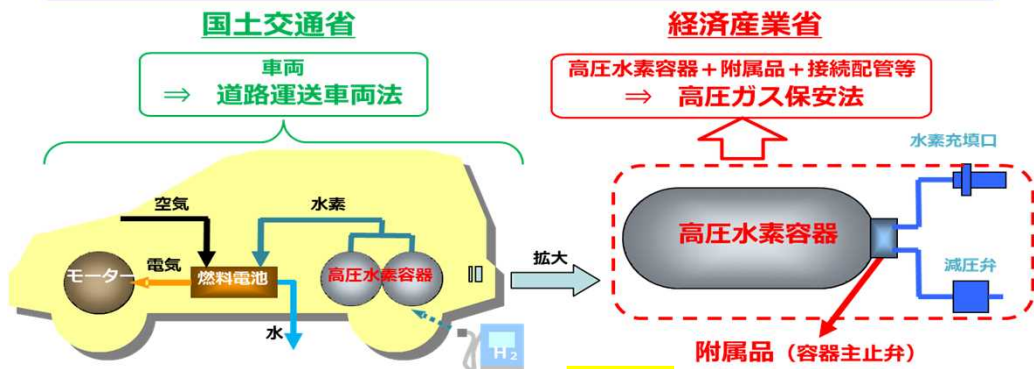 国土交通省
車両
⇒ 道路運送車両法
経済産業省
高圧水素容器+附属品+接続配管等
⇒ 高圧ガス保安法
空気
水素
モーター
電気
燃料電池
高圧水素容器
水
H2
拡大
水素充填口
高圧水素容器
減圧弁
附属品（容器主止弁）